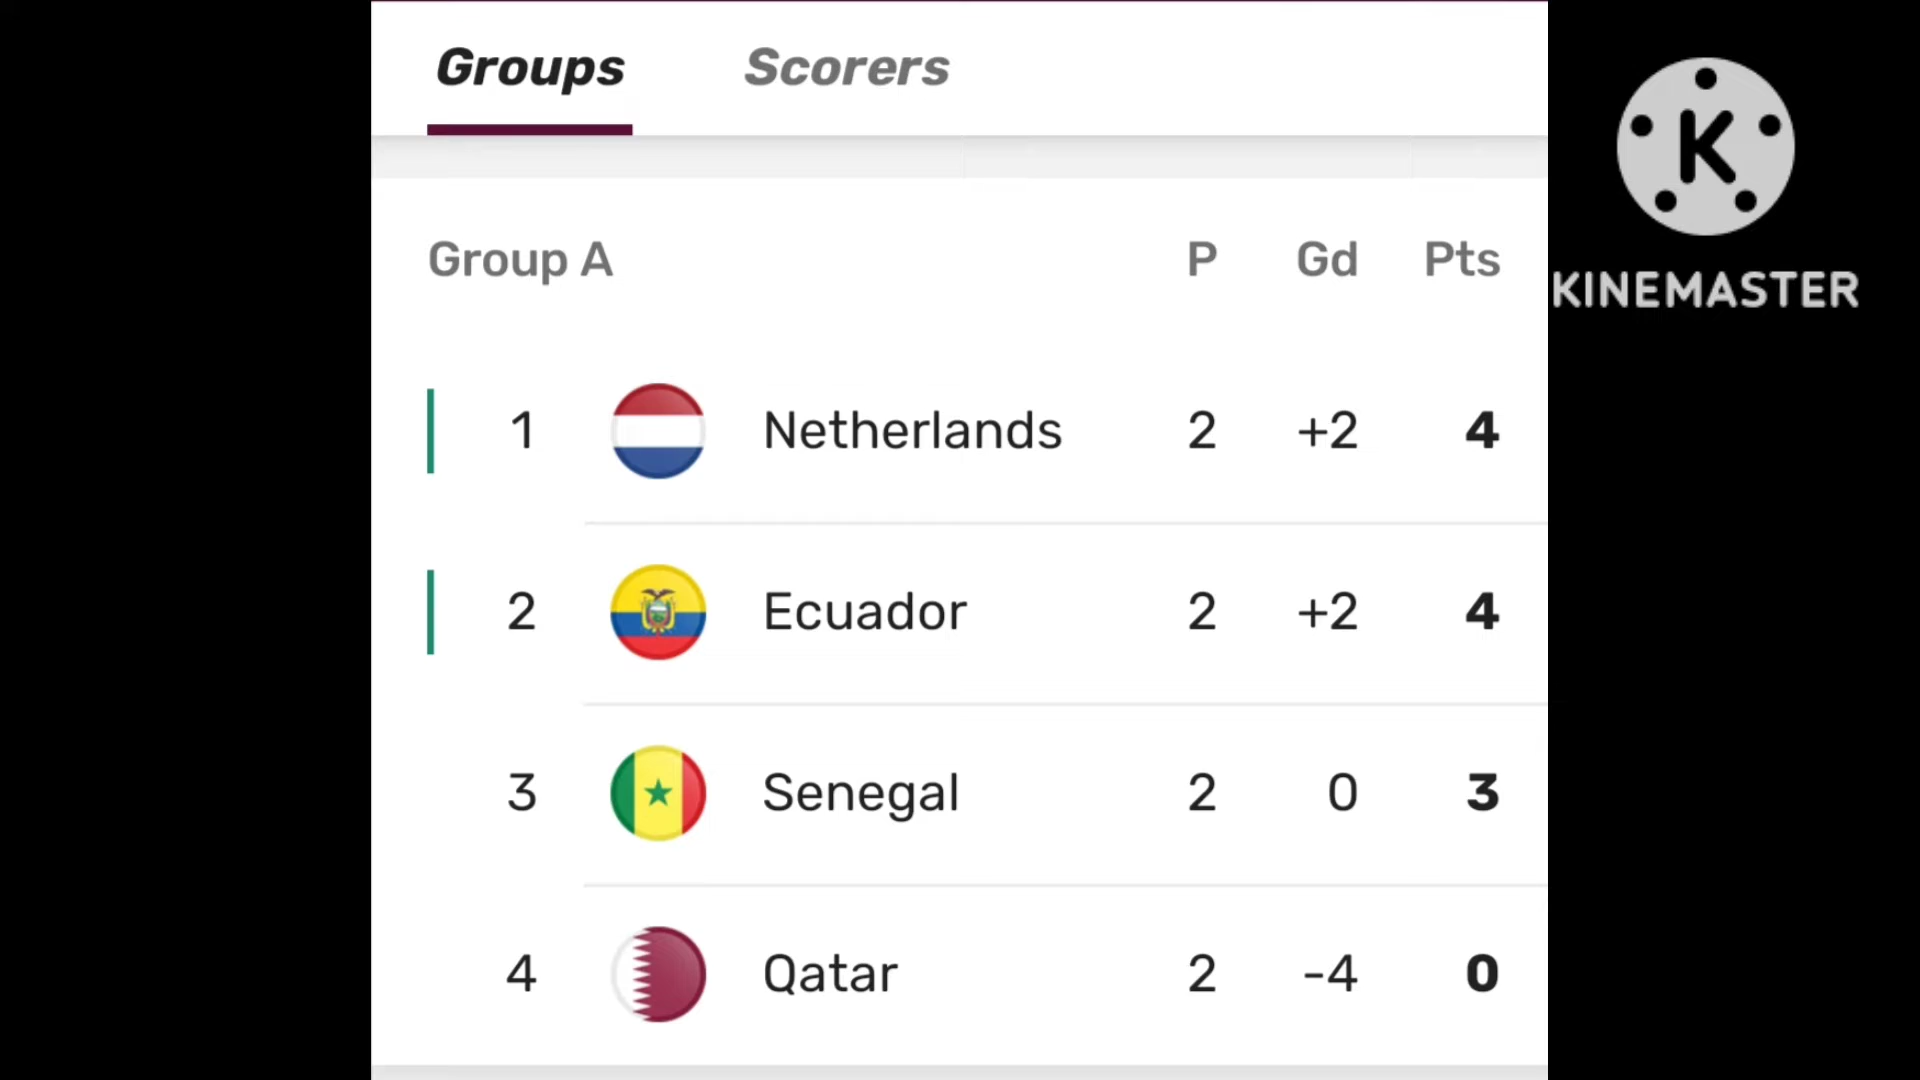 Groups Scorers
K
KINEMASTER
Group A P Gd Pts
1 Netherlands 2 +2 4
2 Ecuador 2 +2 4
3 Senegal 2 0 3
4 Qatar 2 -4 0